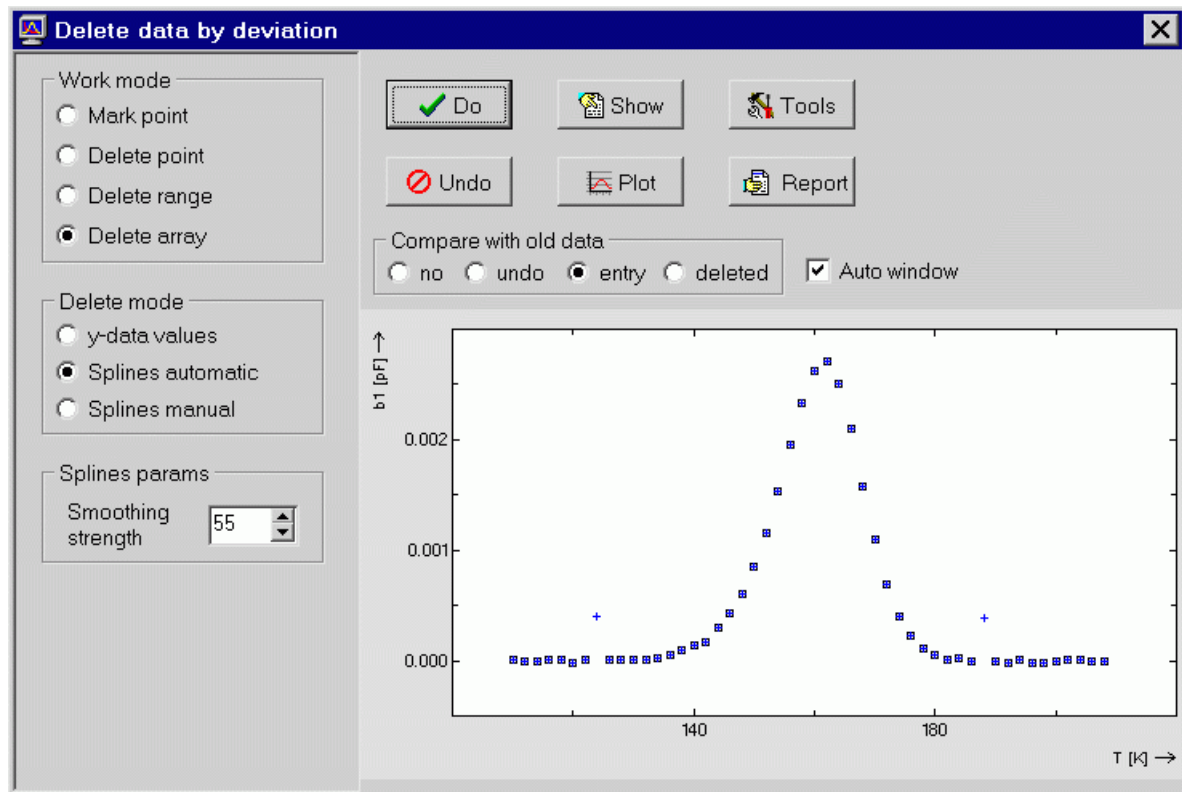 Delete data by deviation
Work mode
Mark point
Delete point
Delete range
Delete array
Delete mode
y-data values
Splines automatic
Splines manual
Splines params
Smoothing
strength
55
Do
Show
Tools
Undo
Plot
Report
Compare with old data
no
undo
entry
deleted
Auto window
b1 [pF]
0.002
0.001
0.000
140
180
T [K]